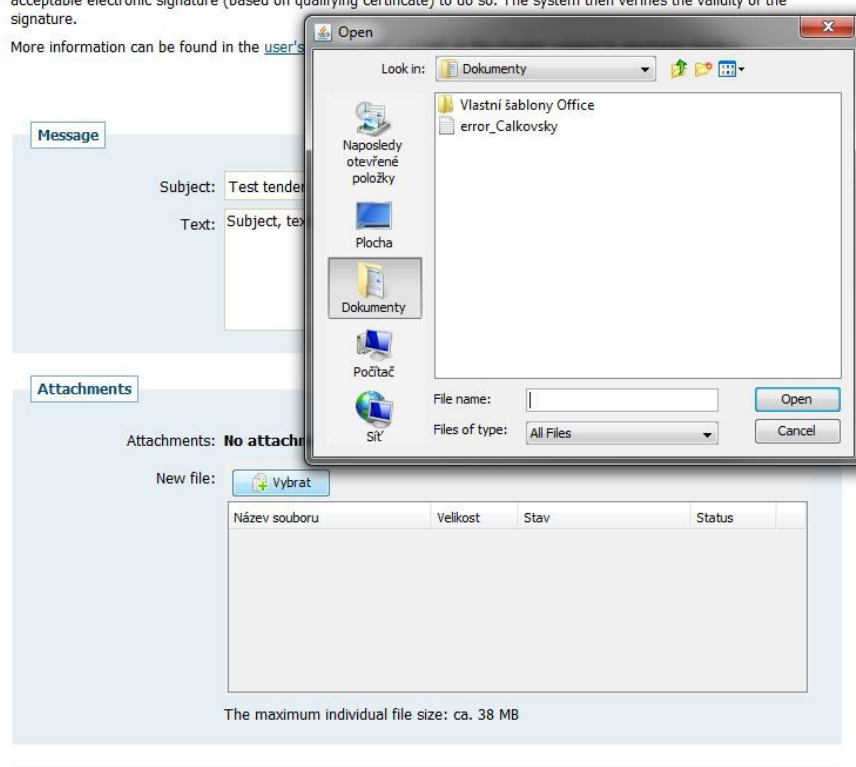 acceptable electronic signature (based on qualifying certificate) to do so. The system then verifies the validity of the
signature.
More information can be found in the user's
Message
Subject: Test tender
Text: Subject,
Attachments
Attachments: No
New file: Vybrat
Název souboru Velikost Stav Status
The maximum individual file size: ca. 38 MB
Open
Look in: Dokumenty
Naposledy
otevřené
položky
Plocha
Dokumenty
Počítač
Síť
Vlastní šablony Office
error_Calkovsky
File name: Open
Files of type: All Files Cancel